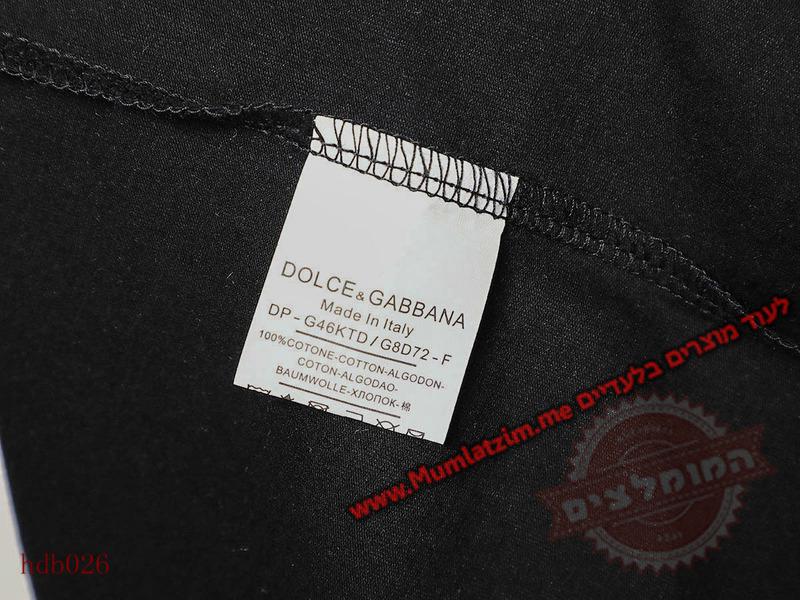 DOLCE & GABBANA
Made In Italy
DP - G46KTD / G8D72 - F
100%COTONE-COTTON-ALGODON-
COTON-ALGODAO-
BAUMWOLLE-ХЛОПОК-棉
לעוד מוצרים בלעדיים www.Mumlatzim.me
המומלצים
hdb026